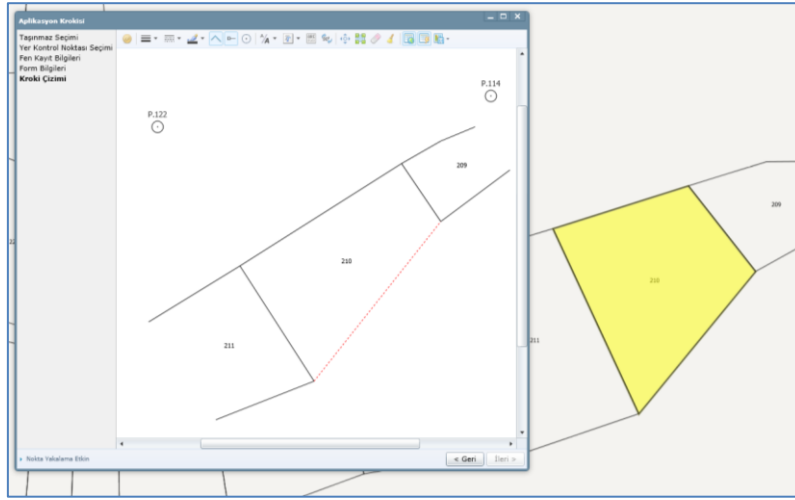 Aplikasyon Krokisi
Taşınmaz Seçimi
Yer Kontrol Noktası Seçimi
Fen Kayıt Bilgileri
Form Bilgileri
Kroki Çizimi
P.114
P.122
209
210
211
209
211
Nokta Yakalama Etkin
< Geri
İleri >